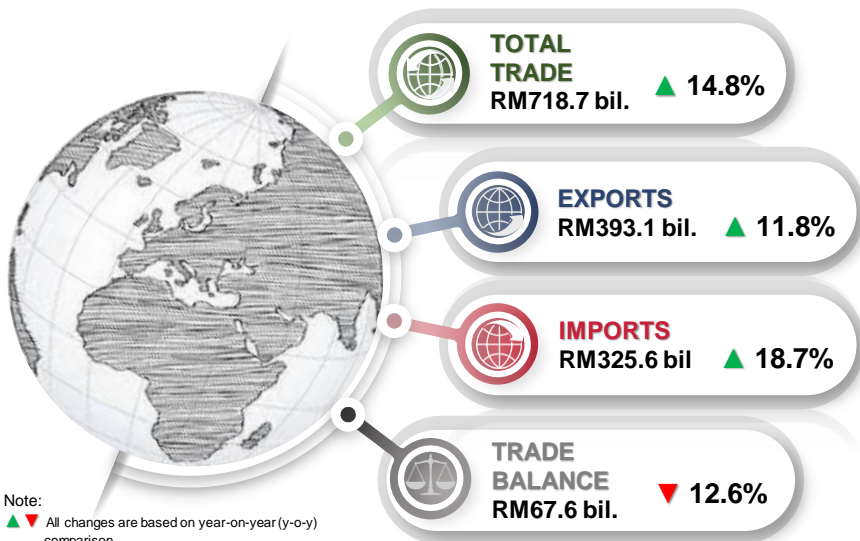 TOTAL
TRADE
RM718.7 bil.
▲ 14.8%
EXPORTS
RM393.1 bil.
▲ 11.8%
IMPORTS
RM325.6 bil
▲ 18.7%
TRADE
BALANCE
RM67.6 bil.
▼ 12.6%
Note:
▲ ▼ All changes are based on year-on-year (y-o-y)
comparison